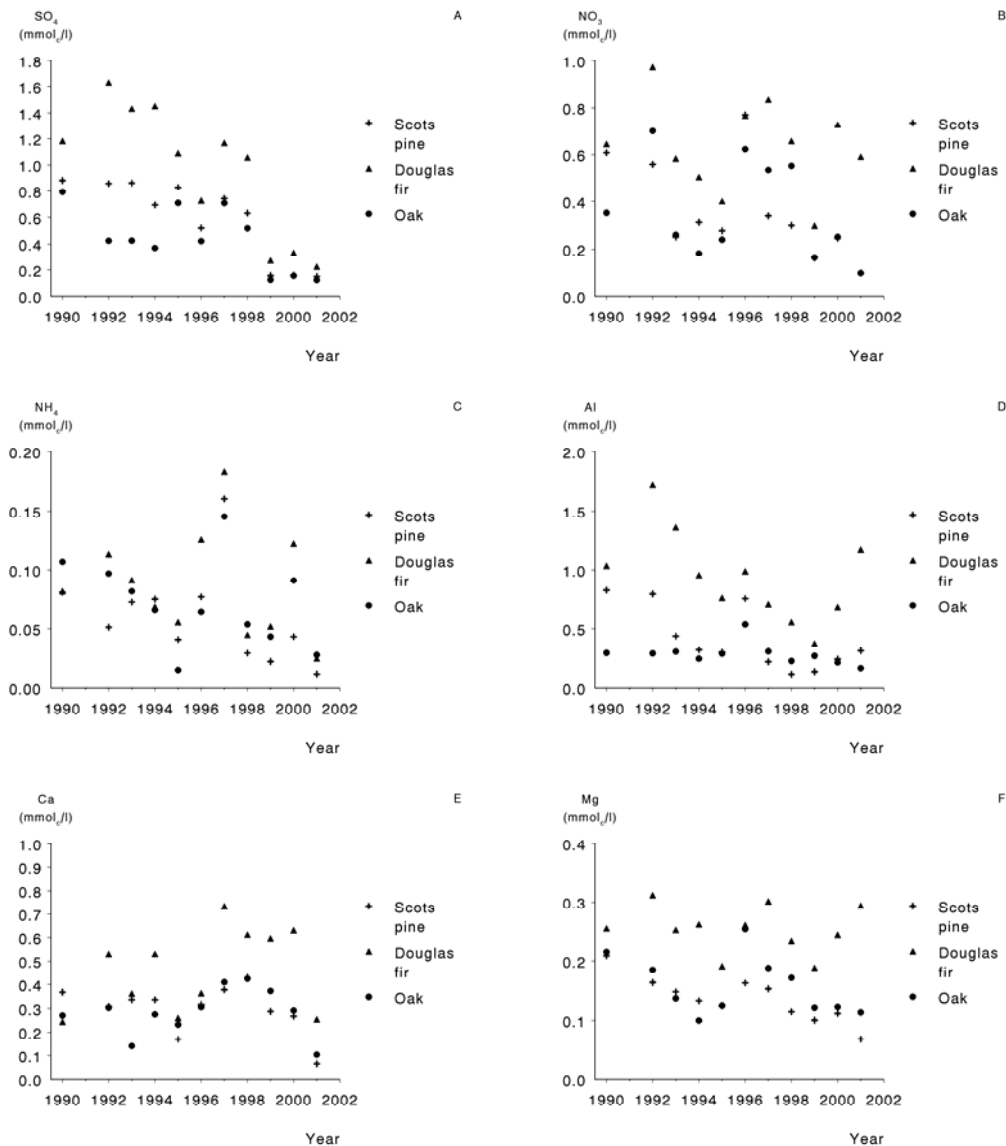 SO₄ A
(mmol_c/l)
1.8
1.6
1.4
1.2
1.0
0.8
0.6
0.4
0.2
0.0
1990 1992 1994 1996 1998 2000 2002
Year
Scots
pine
Douglas
fir
Oak
NO₃ B
(mmol_c/l)
1.0
0.8
0.6
0.4
0.2
0.0
1990 1992 1994 1996 1998 2000 2002
Year
Scots
pine
Douglas
fir
Oak
NH₄ C
(mmol_c/l)
0.20
0.15
0.10
0.05
0.00
1990 1992 1994 1996 1998 2000 2002
Year
Scots
pine
Douglas
fir
Oak
Al D
(mmol_c/l)
2.0
1.5
1.0
0.5
0.0
1990 1992 1994 1996 1998 2000 2002
Year
Scots
pine
Douglas
fir
Oak
Ca E
(mmol_c/l)
1.0
0.9
0.8
0.7
0.6
0.5
0.4
0.3
0.2
0.1
0.0
1990 1992 1994 1996 1998 2000 2002
Year
Scots
pine
Douglas
fir
Oak
Mg F
(mmol_c/l)
0.4
0.3
0.2
0.1
0.0
1990 1992 1994 1996 1998 2000 2002
Year
Scots
pine
Douglas
fir
Oak